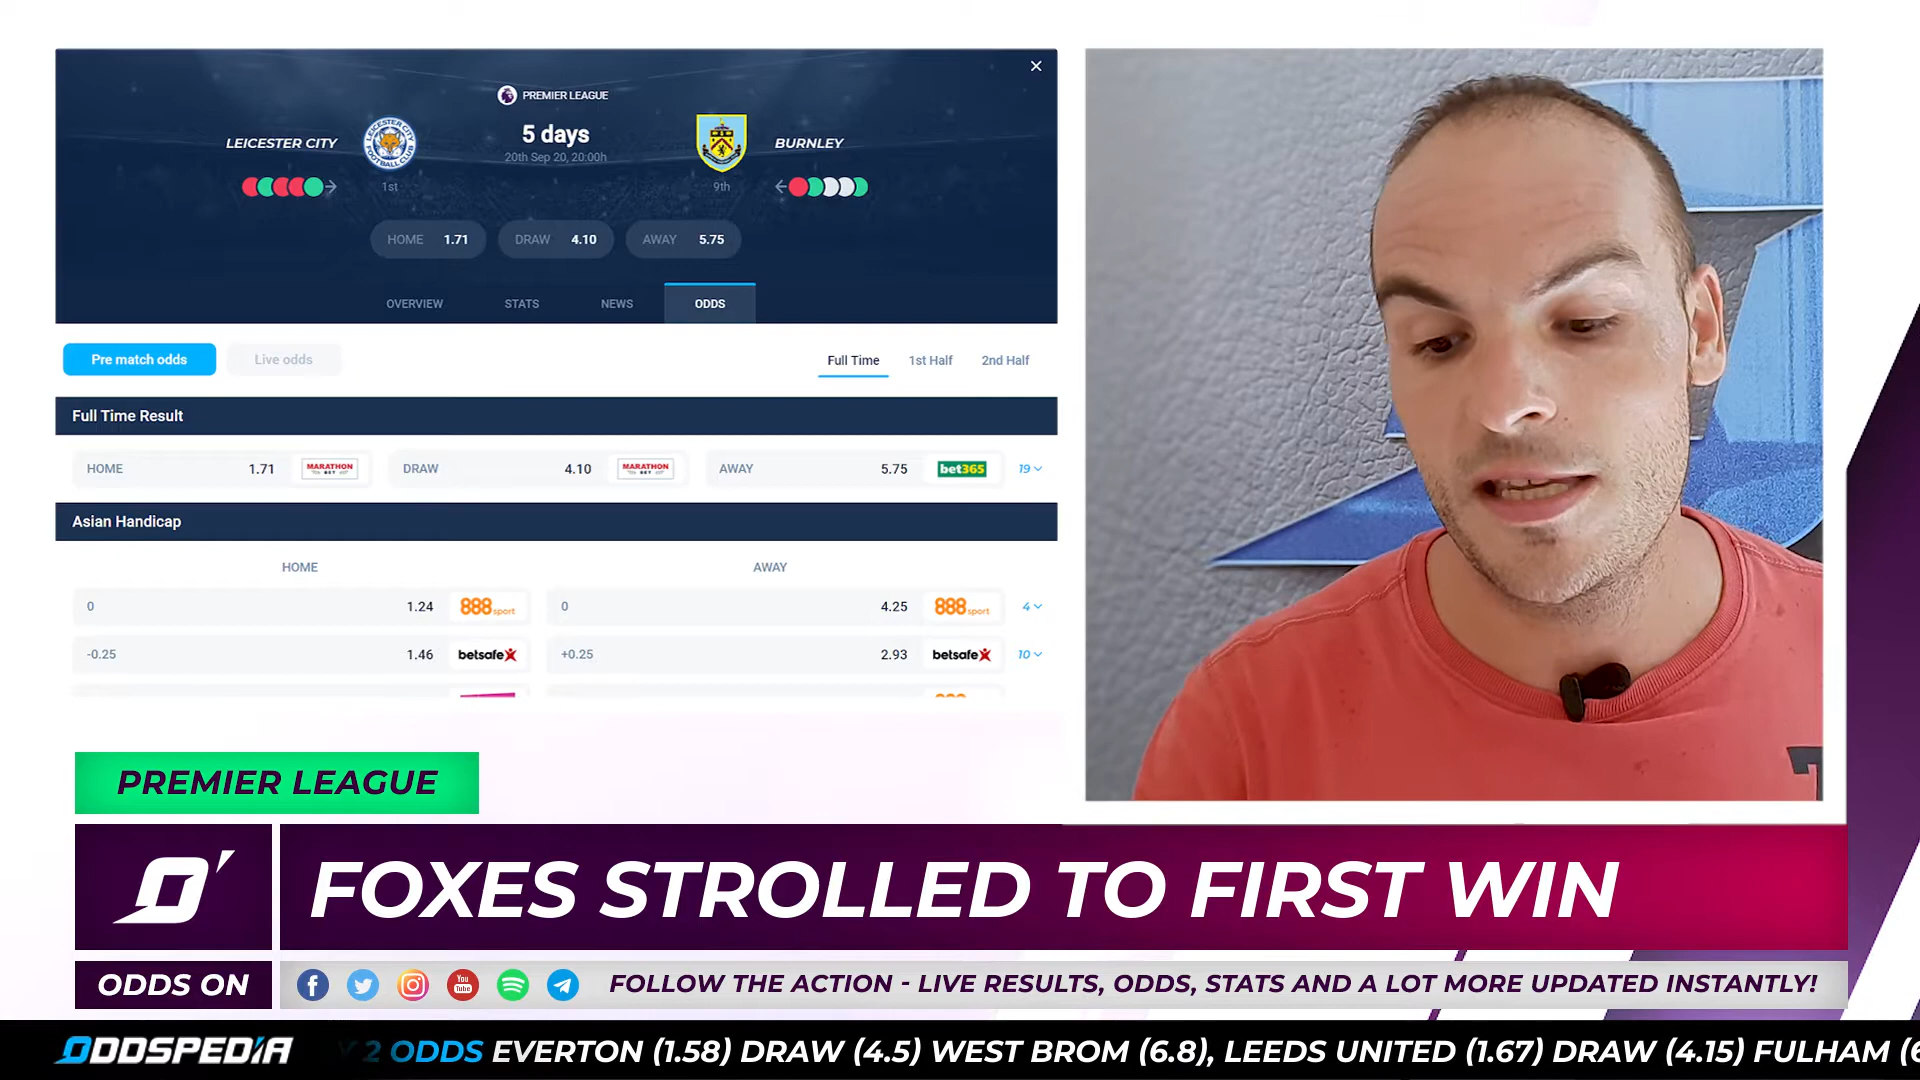 PREMIER LEAGUE
LEICESTER CITY
5 days
BURNLEY
20th Sep 20, 20:00h
1st
9th
HOME 1.71 DRAW 4.10 AWAY 5.75
OVERVIEW STATS NEWS ODDS
Pre match odds Live odds Full Time 1st Half 2nd Half
Full Time Result
HOME 1.71 MARATHON BET DRAW 4.10 MARATHON BET AWAY 5.75 bet365 19
Asian Handicap
HOME AWAY
0 1.24 888sport 0 4.25 888sport 4
-0.25 1.46 betsafe +0.25 2.93 betsafe 10
PREMIER LEAGUE
FOXES STROLLED TO FIRST WIN
ODDS ON FOLLOW THE ACTION - LIVE RESULTS, ODDS, STATS AND A LOT MORE UPDATED INSTANTLY!
ODDSPEDIA Y 2 ODDS EVERTON (1.58) DRAW (4.5) WEST BROM (6.8), LEEDS UNITED (1.67) DRAW (4.15) FULHAM (6